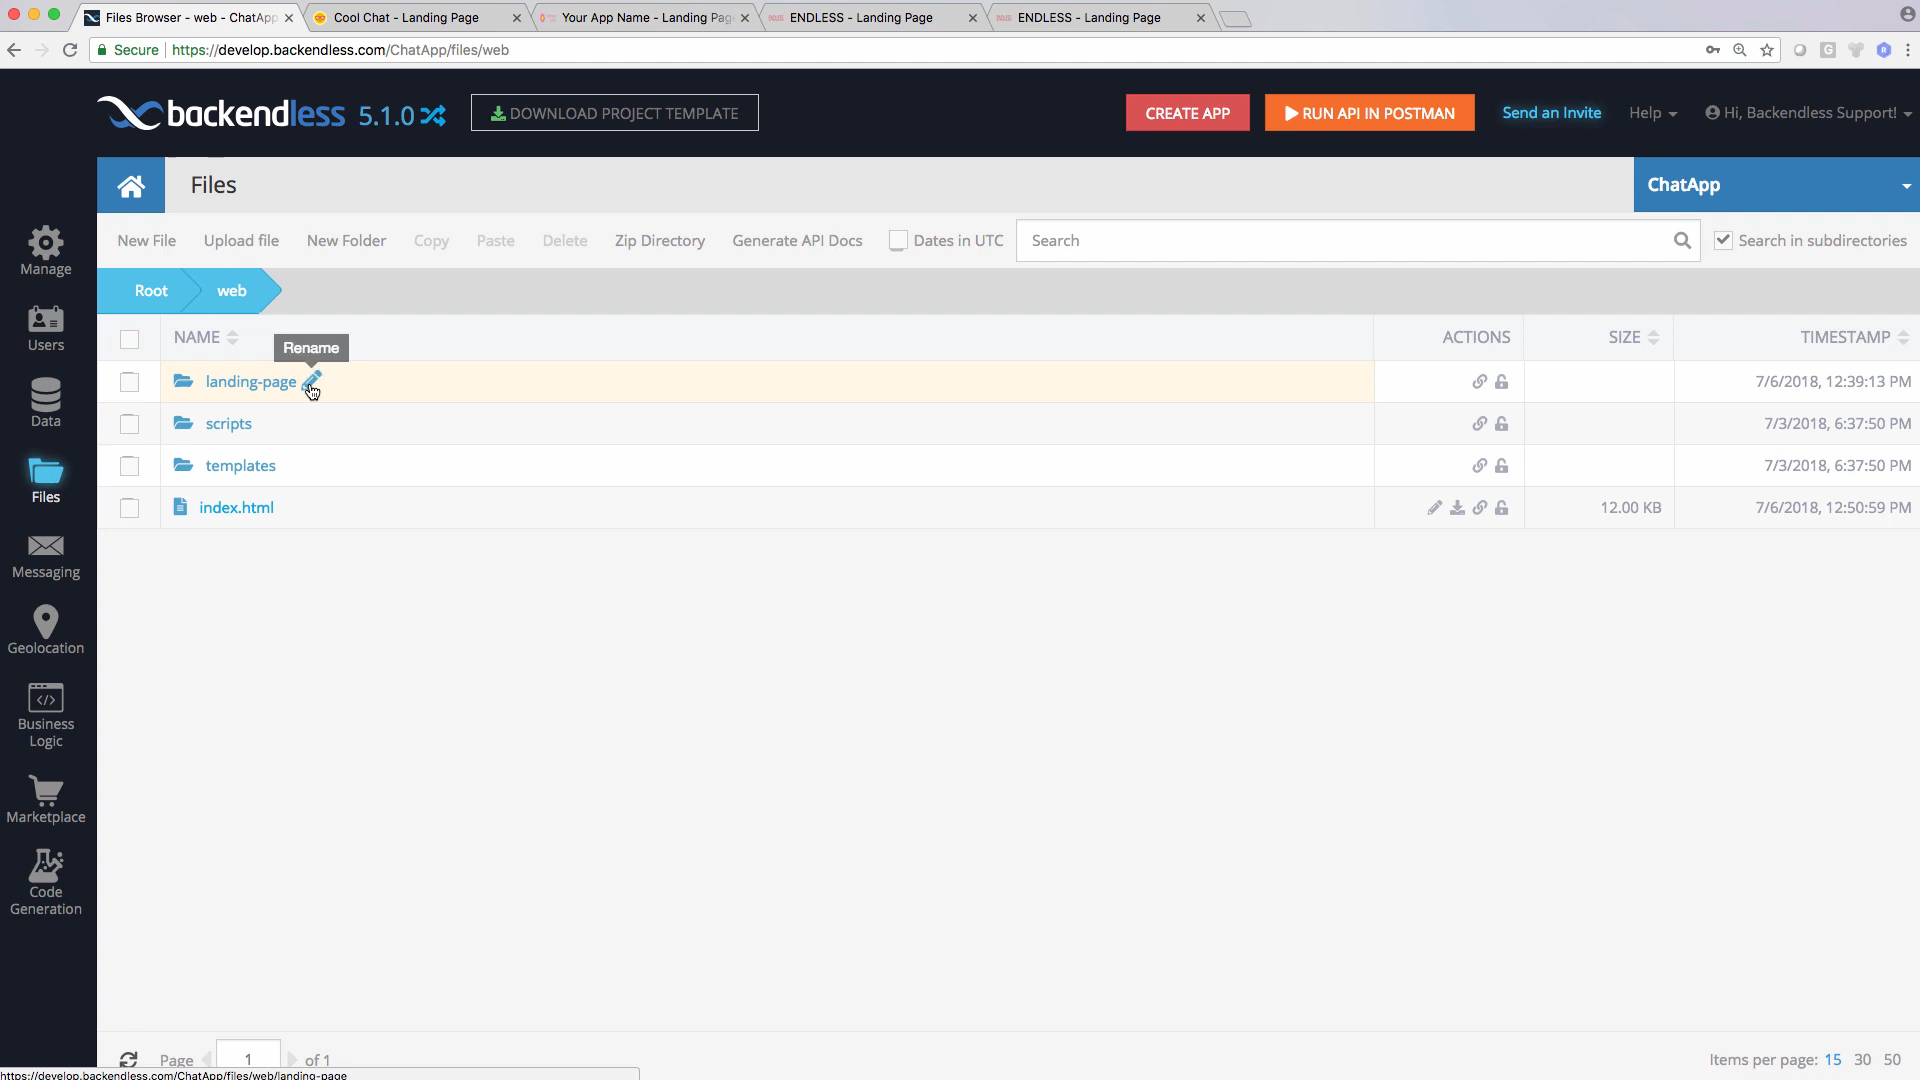 Files Browser - web - ChatApp
Cool Chat - Landing Page
Your App Name - Landing Page
ENDLESS - Landing Page
ENDLESS - Landing Page
Secure
https://develop.backendless.com/ChatApp/files/web
backendless 5.1.0
DOWNLOAD PROJECT TEMPLATE
CREATE APP
RUN API IN POSTMAN
Send an Invite
Help
Hi, Backendless Support!
Files
ChatApp
New File
Upload file
New Folder
Copy
Paste
Delete
Zip Directory
Generate API Docs
Dates in UTC
Search
Search in subdirectories
Root
web
NAME
Rename
ACTIONS
SIZE
TIMESTAMP
landing-page
7/6/2018, 12:39:13 PM
scripts
7/3/2018, 6:37:50 PM
templates
7/3/2018, 6:37:50 PM
index.html
12.00 KB
7/6/2018, 12:50:59 PM
Manage
Users
Data
Files
Messaging
Geolocation
Business
Logic
Marketplace
Code
Generation
Page
1
of 1
Items per page: 15 30 50
https://develop.backendless.com/ChatApp/files/web/landing-page